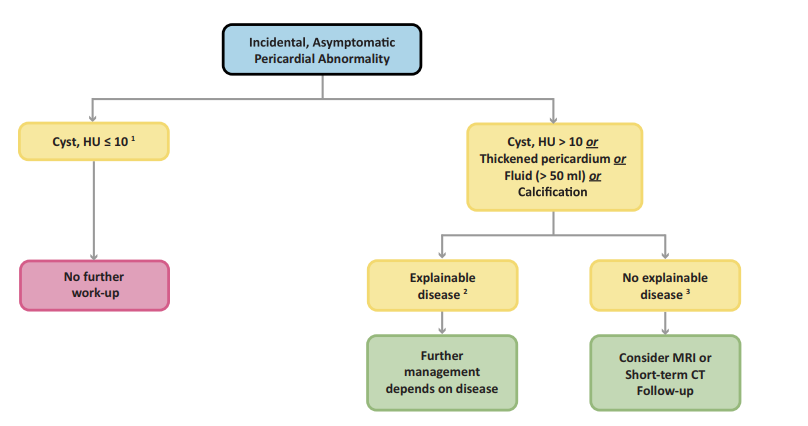 Incidental, Asymptomatic
Pericardial Abnormality
Cyst, HU ≤ 10 ¹
Cyst, HU > 10 or
Thickened pericardium or
Fluid (> 50 ml) or
Calcification
No further
work-up
Explainable
disease ²
No explainable
disease ³
Further
management
depends on disease
Consider MRI or
Short-term CT
Follow-up